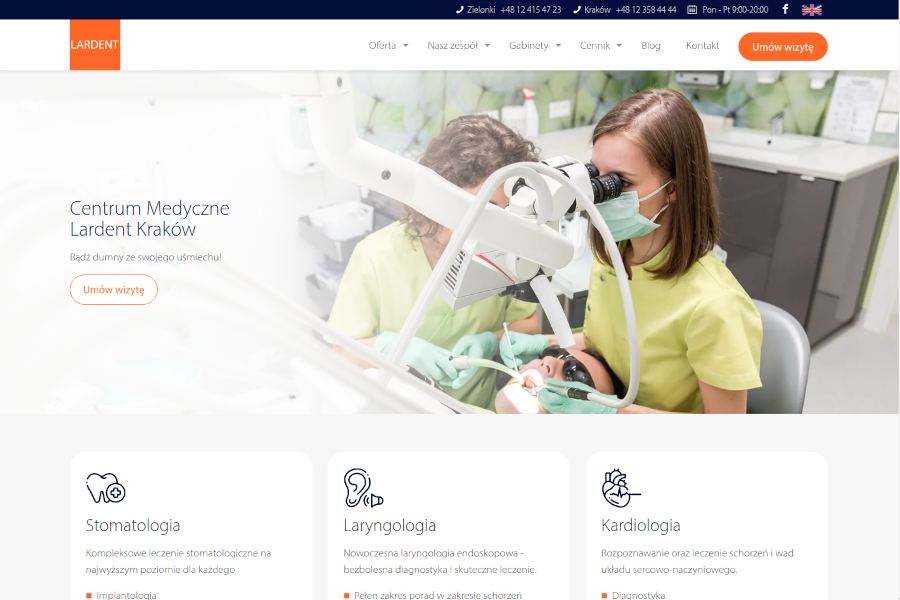 Zielonki +48 12 415 47 23 Kraków +48 12 358 44 44 Pon - Pt 9:00-20:00
LARDENT
Oferta Nasz zespół Gabinety Cennik Blog Kontakt Umów wizytę
Centrum Medyczne
Lardent Kraków
Bądź dumny ze swojego uśmiechu!
Umów wizytę
Stomatologia
Kompleksowe leczenie stomatologiczne na
najwyższym poziomie dla każdego
Implantologia
Laryngologia
Nowoczesna laryngologia endoskopowa -
bezbolesna diagnostyka i skuteczne leczenie.
Pełen zakres porad w zakresie schorzeń
Kardiologia
Rozpoznawanie oraz leczenie schorzeń i wad
układu sercowo-naczyniowego.
Diagnostyka